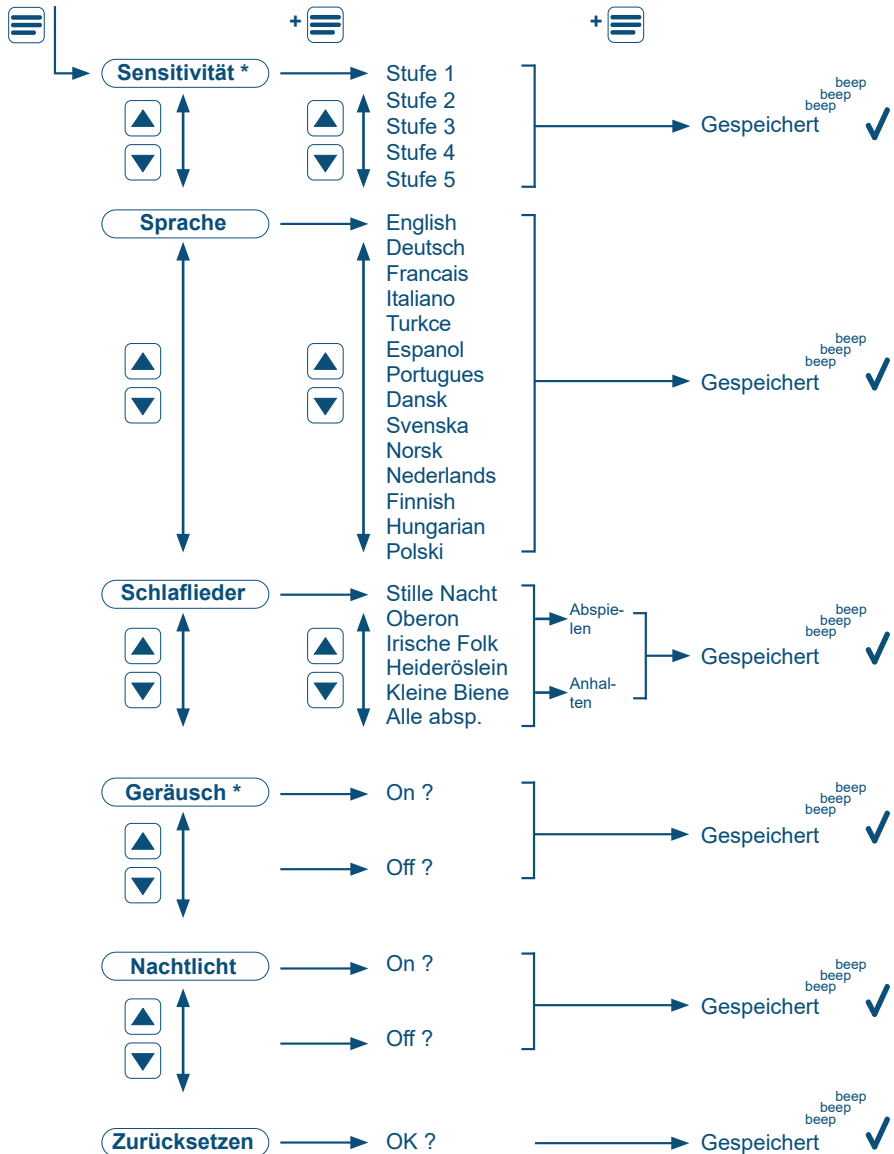 +
+
Sensitivität *
Stufe 1
Stufe 2
Stufe 3
Stufe 4
Stufe 5
Gespeichert
beep
beep
beep
Sprache
English
Deutsch
Francais
Italiano
Turkce
Espanol
Portugues
Dansk
Svenska
Norsk
Nederlands
Finnish
Hungarian
Polski
Gespeichert
beep
beep
beep
Schlaflieder
Stille Nacht
Oberon
Irische Folk
Heideröslein
Kleine Biene
Alle absp.
Abspie-
len
Anhal-
ten
Gespeichert
beep
beep
beep
Geräusch *
On ?
Off ?
Gespeichert
beep
beep
beep
Nachtlicht
On ?
Off ?
Gespeichert
beep
beep
beep
Zurücksetzen
OK ?
Gespeichert
beep
beep
beep